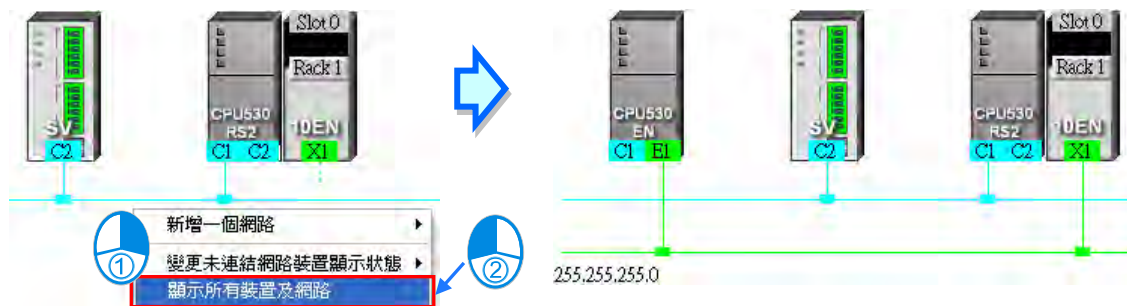 SV
C2
CPU530
RS2
C1 C2
Slot 0
Rack 1
10EN
X1
新增一個網路
變更未連結網路裝置顯示狀態
顯示所有裝置及網路
①
②
CPU530
EN
C1 E1
SV
C2
CPU530
RS2
C1 C2
Slot 0
Rack 1
10EN
X1
255,255,255.0